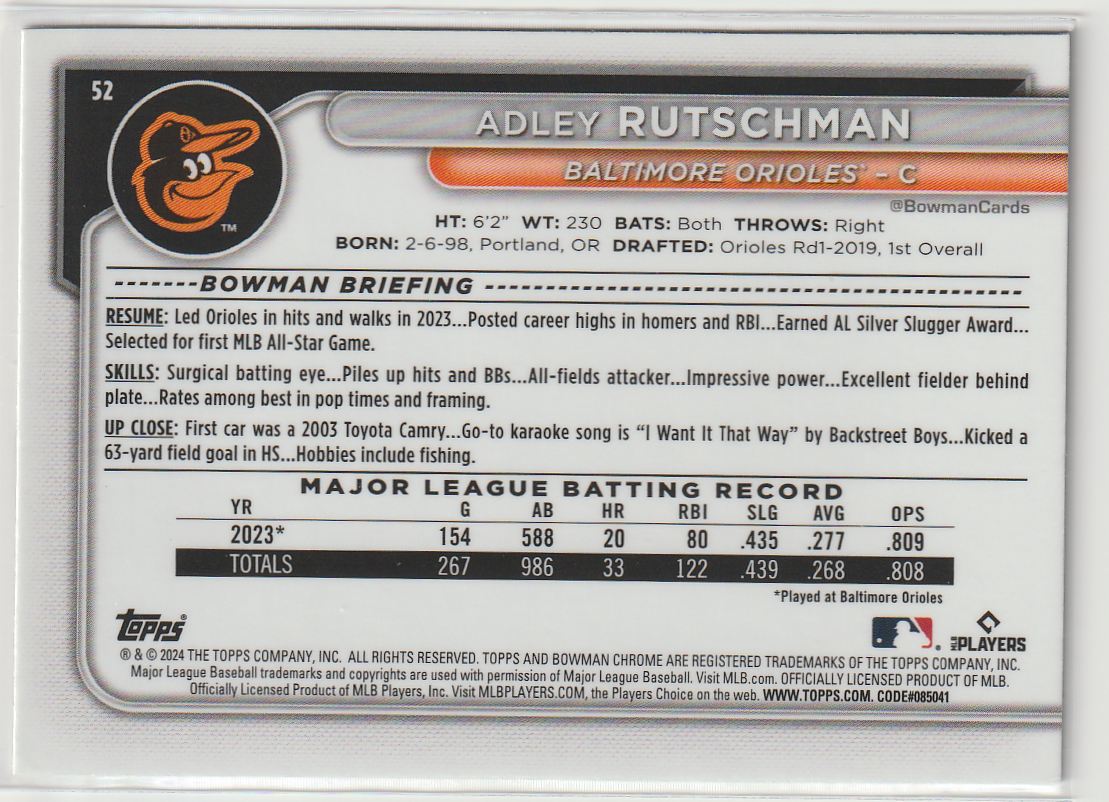 52
ADLEY RUTSCHMAN
BALTIMORE ORIOLES™ – C
@BowmanCards
HT: 6'2" WT: 230 BATS: Both THROWS: Right
BORN: 2-6-98, Portland, OR DRAFTED: Orioles Rd1-2019, 1st Overall
TM
BOWMAN BRIEFING
RESUME: Led Orioles in hits and walks in 2023...Posted career highs in homers and RBI...Earned AL Silver Slugger Award...
Selected for first MLB All-Star Game.
SKILLS: Surgical batting eye...Piles up hits and BBs...All-fields attacker...Impressive power...Excellent fielder behind
plate...Rates among best in pop times and framing.
UP CLOSE: First car was a 2003 Toyota Camry...Go-to karaoke song is “I Want It That Way” by Backstreet Boys...Kicked a
63-yard field goal in HS...Hobbies include fishing.
MAJOR LEAGUE BATTING RECORD
YR G AB HR RBI SLG AVG OPS
2023* 154 588 20 80 .435 .277 .809
TOTALS 267 986 33 122 .439 .268 .808
*Played at Baltimore Orioles
Topps® MLB PLAYERS
® & © 2024 THE TOPPS COMPANY, INC. ALL RIGHTS RESERVED. TOPPS AND BOWMAN CHROME ARE REGISTERED TRADEMARKS OF THE TOPPS COMPANY, INC.
Major League Baseball trademarks and copyrights are used with permission of Major League Baseball. Visit MLB.com. OFFICIALLY LICENSED PRODUCT OF MLB.
Officially Licensed Product of MLB Players, Inc. Visit MLBPLAYERS.COM, the Players Choice on the web. WWW.TOPPS.COM. CODE#085041